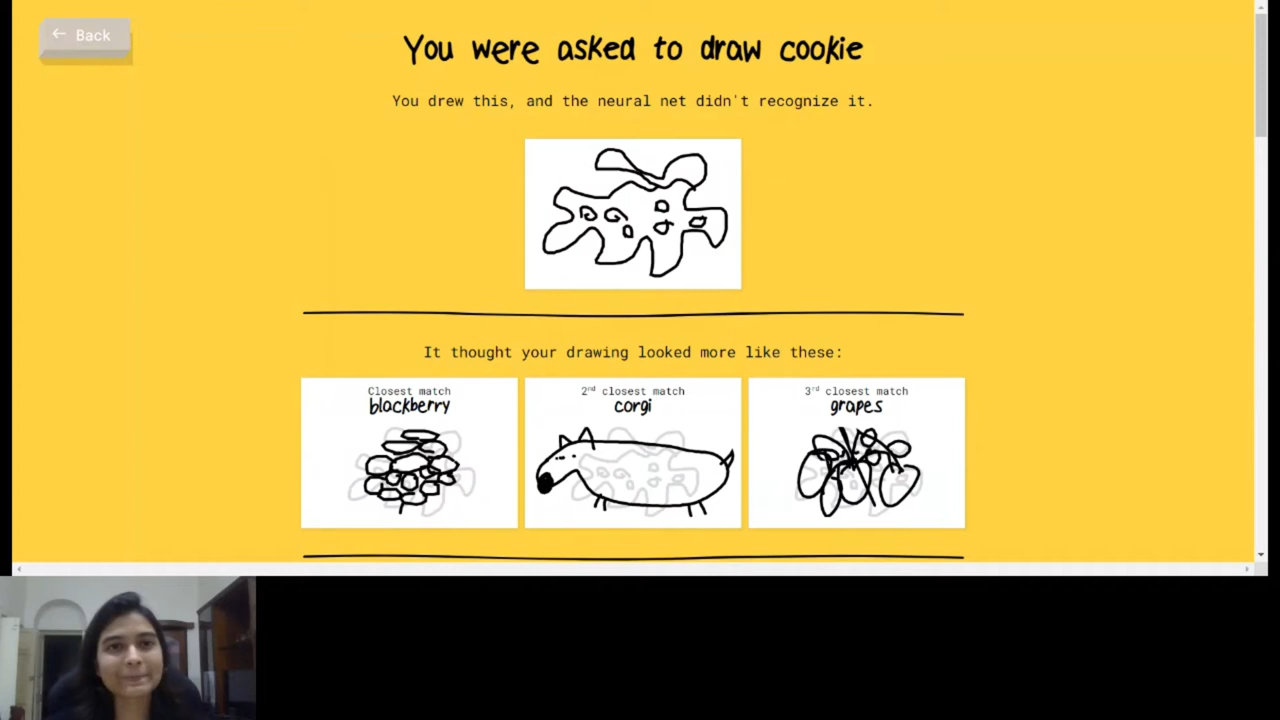 ← Back
You were asked to draw cookie
You drew this, and the neural net didn't recognize it.
It thought your drawing looked more like these:
Closest match
blackberry
2nd closest match
corgi
3rd closest match
grapes